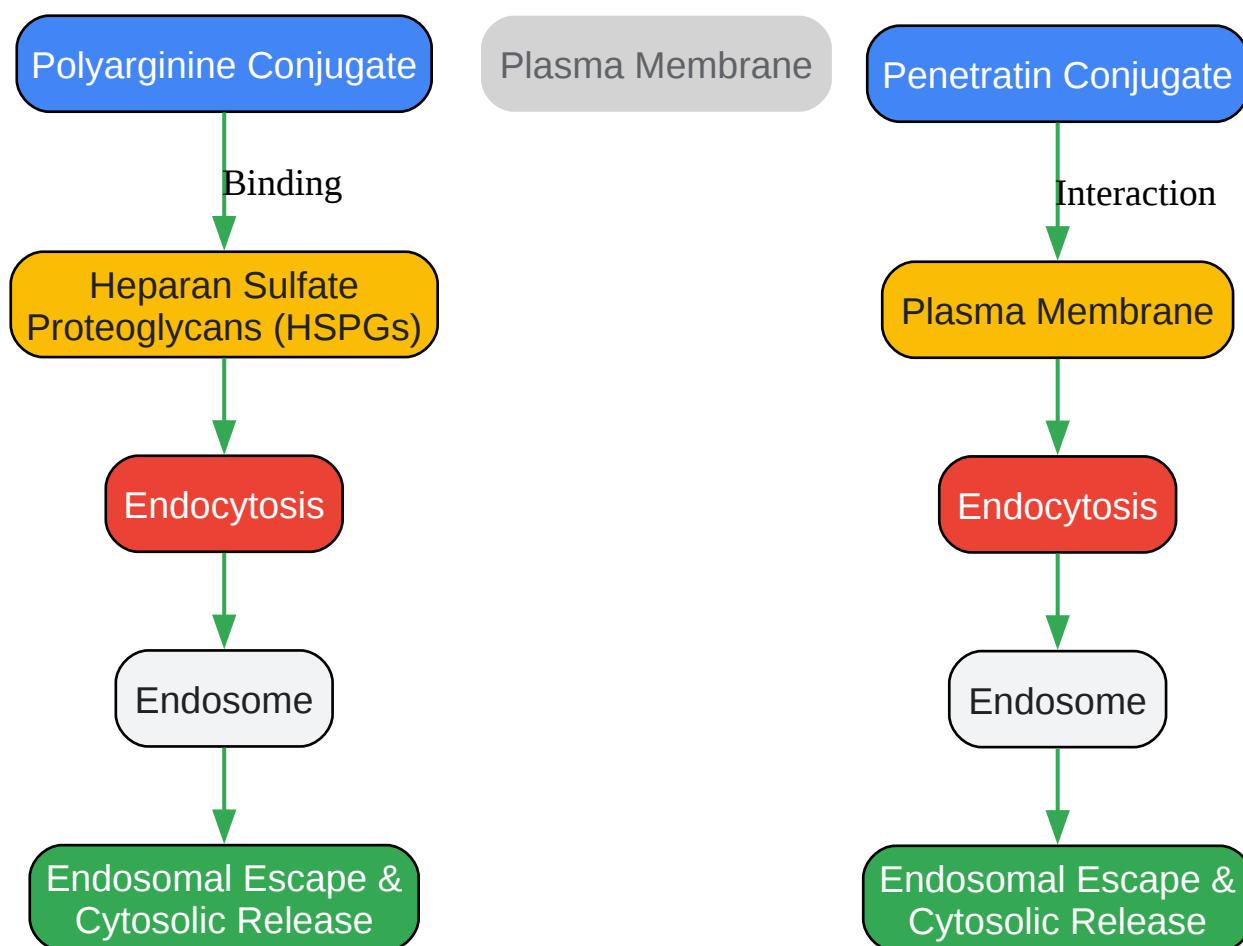 Polyarginine Conjugate
Plasma Membrane
Penetratin Conjugate
Binding
Interaction
Heparan Sulfate
Proteoglycans (HSPGs)
Plasma Membrane
Endocytosis
Endocytosis
Endosome
Endosome
Endosomal Escape &
Cytosolic Release
Endosomal Escape &
Cytosolic Release